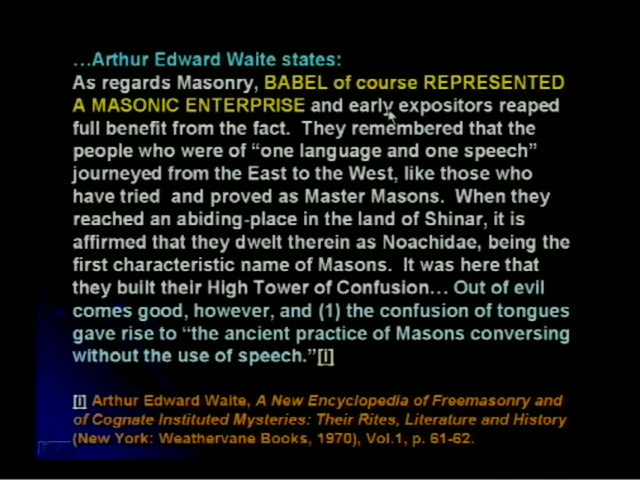 ...Arthur Edward Waite states:
As regards Masonry, BABEL of course REPRESENTED
A MASONIC ENTERPRISE and early expositors reaped
full benefit from the fact.  They remembered that the
people who were of “one language and one speech”
journeyed from the East to the West, like those who
have tried  and proved as Master Masons.  When they
reached an abiding-place in the land of Shinar, it is
affirmed that they dwelt therein as Noachidae, being the
first characteristic name of Masons.  It was here that
they built their High Tower of Confusion... Out of evil
comes good, however, and (1) the confusion of tongues
gave rise to “the ancient practice of Masons conversing
without the use of speech.”[i]
[i] Arthur Edward Waite, A New Encyclopedia of Freemasonry and
of Cognate Instituted Mysteries: Their Rites, Literature and History
(New York: Weathervane Books, 1970), Vol.1, p. 61-62.